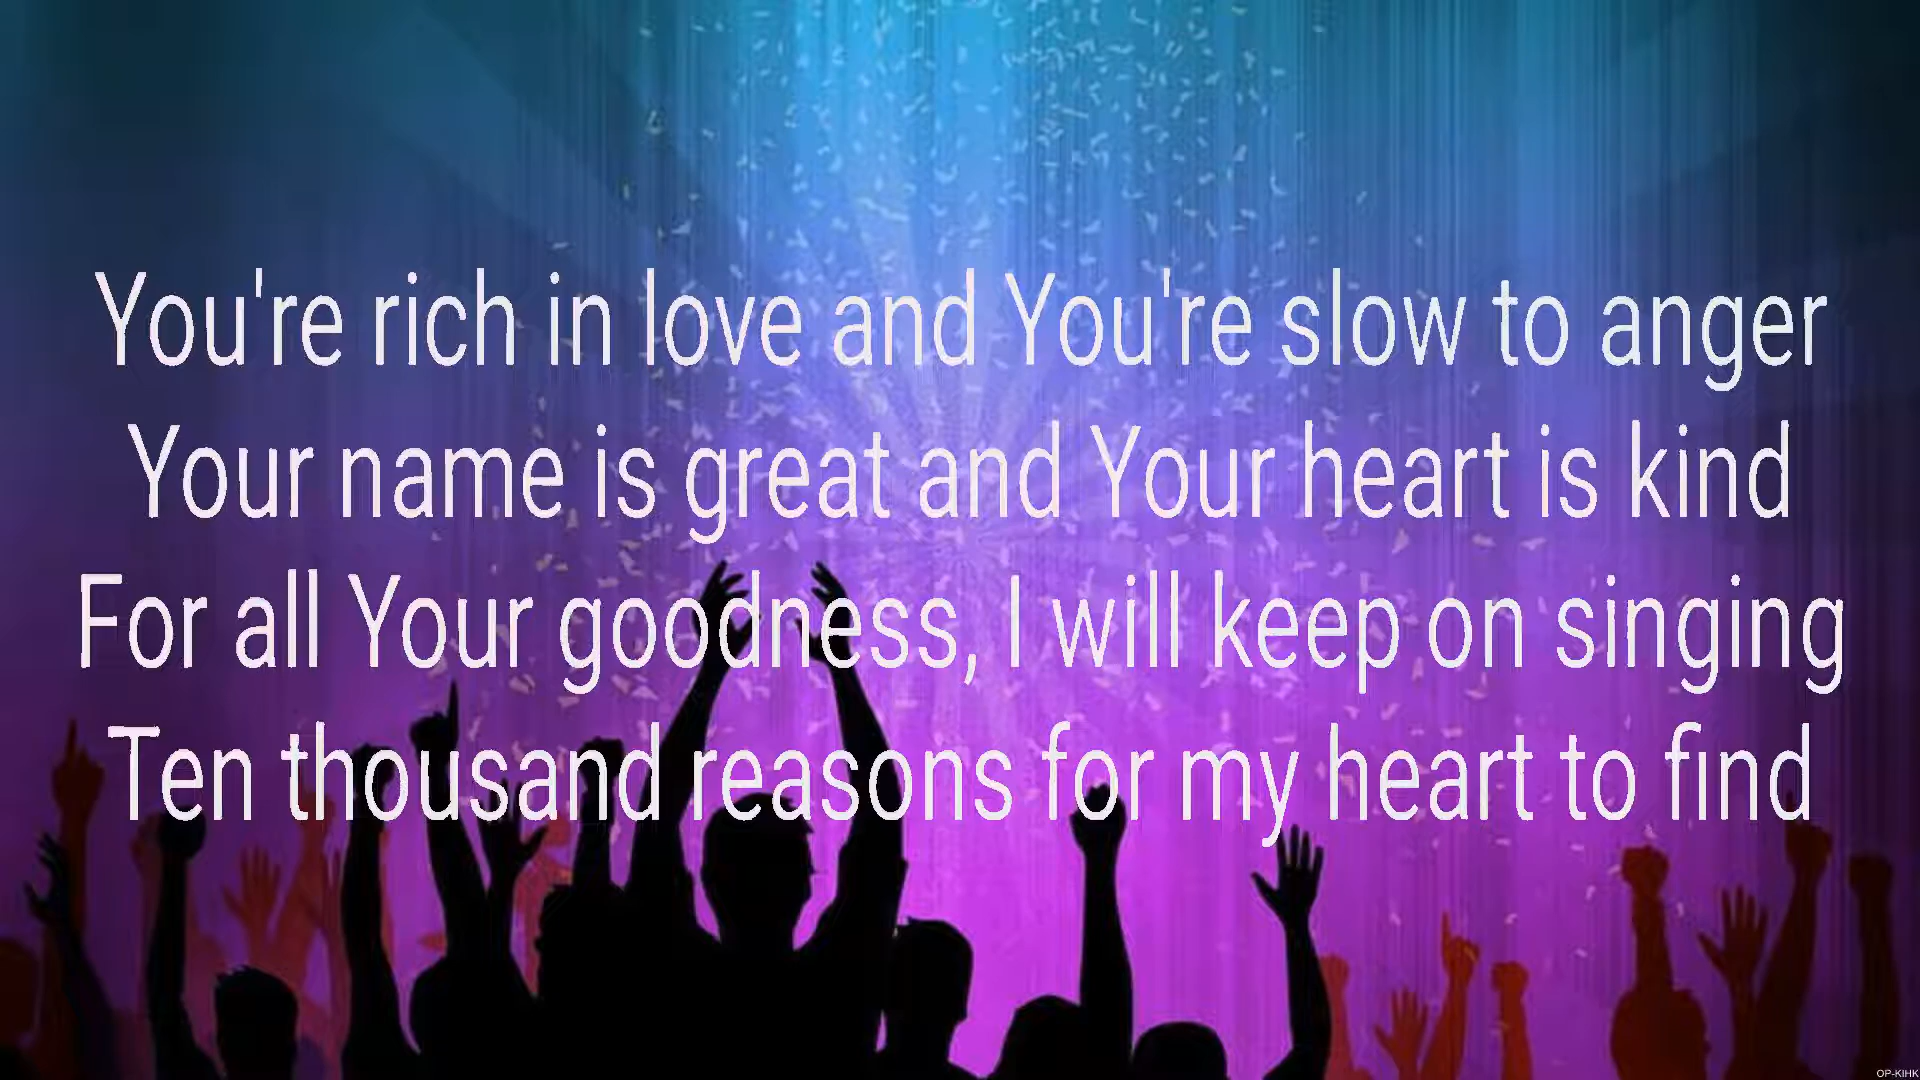 You're rich in love and You're slow to anger
Your name is great and Your heart is kind
For all Your goodness, I will keep on singing
Ten thousand reasons for my heart to find
OP-KIHK